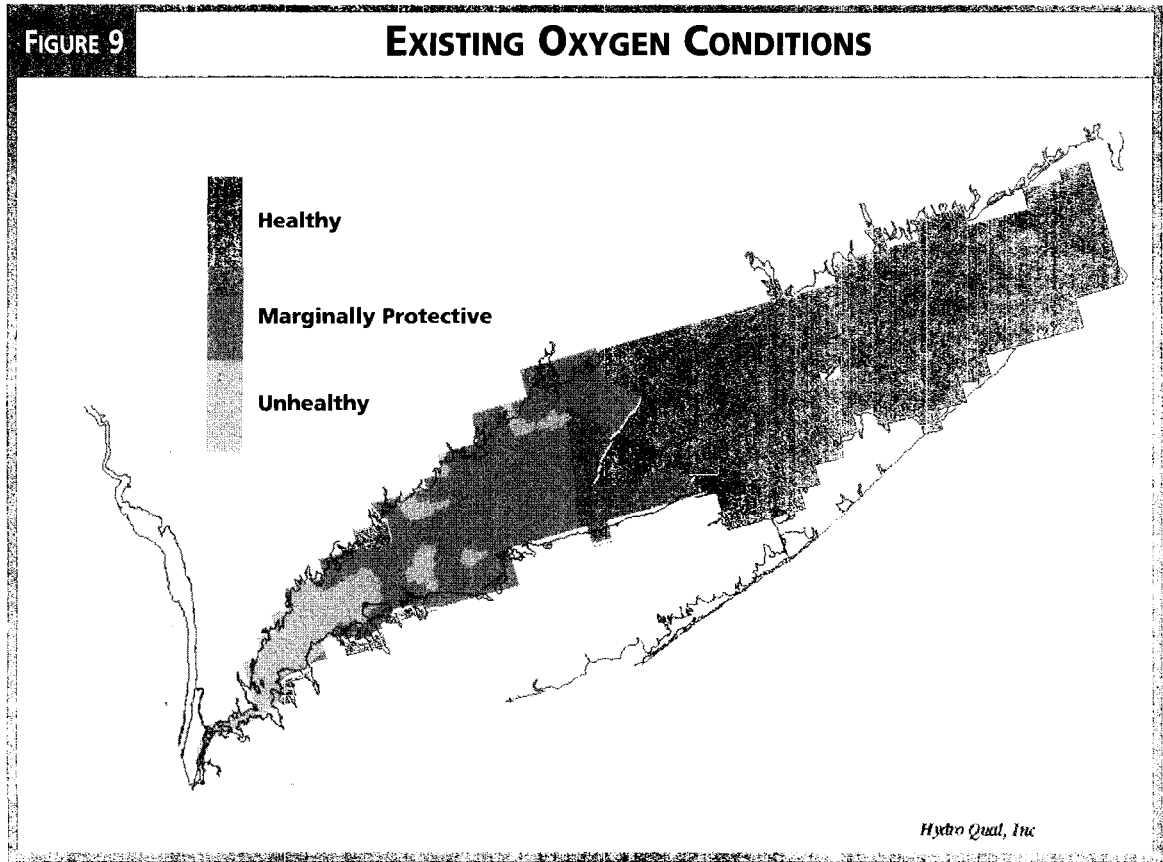 FIGURE 9
EXISTING OXYGEN CONDITIONS
Healthy
Marginally Protective
Unhealthy
Hydro Qual, Inc